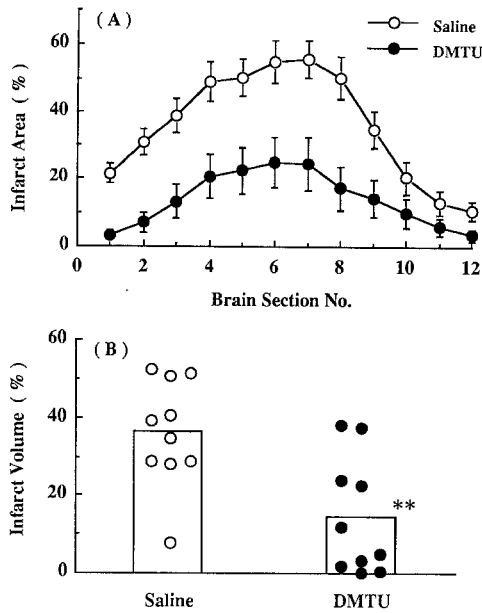 ( A )
Saline
DMTU
Infarct Area ( % )
60
40
20
0
0 2 4 6 8 10 12
Brain Section No.
( B )
Infarct Volume ( % )
60
40
20
0
**
Saline DMTU